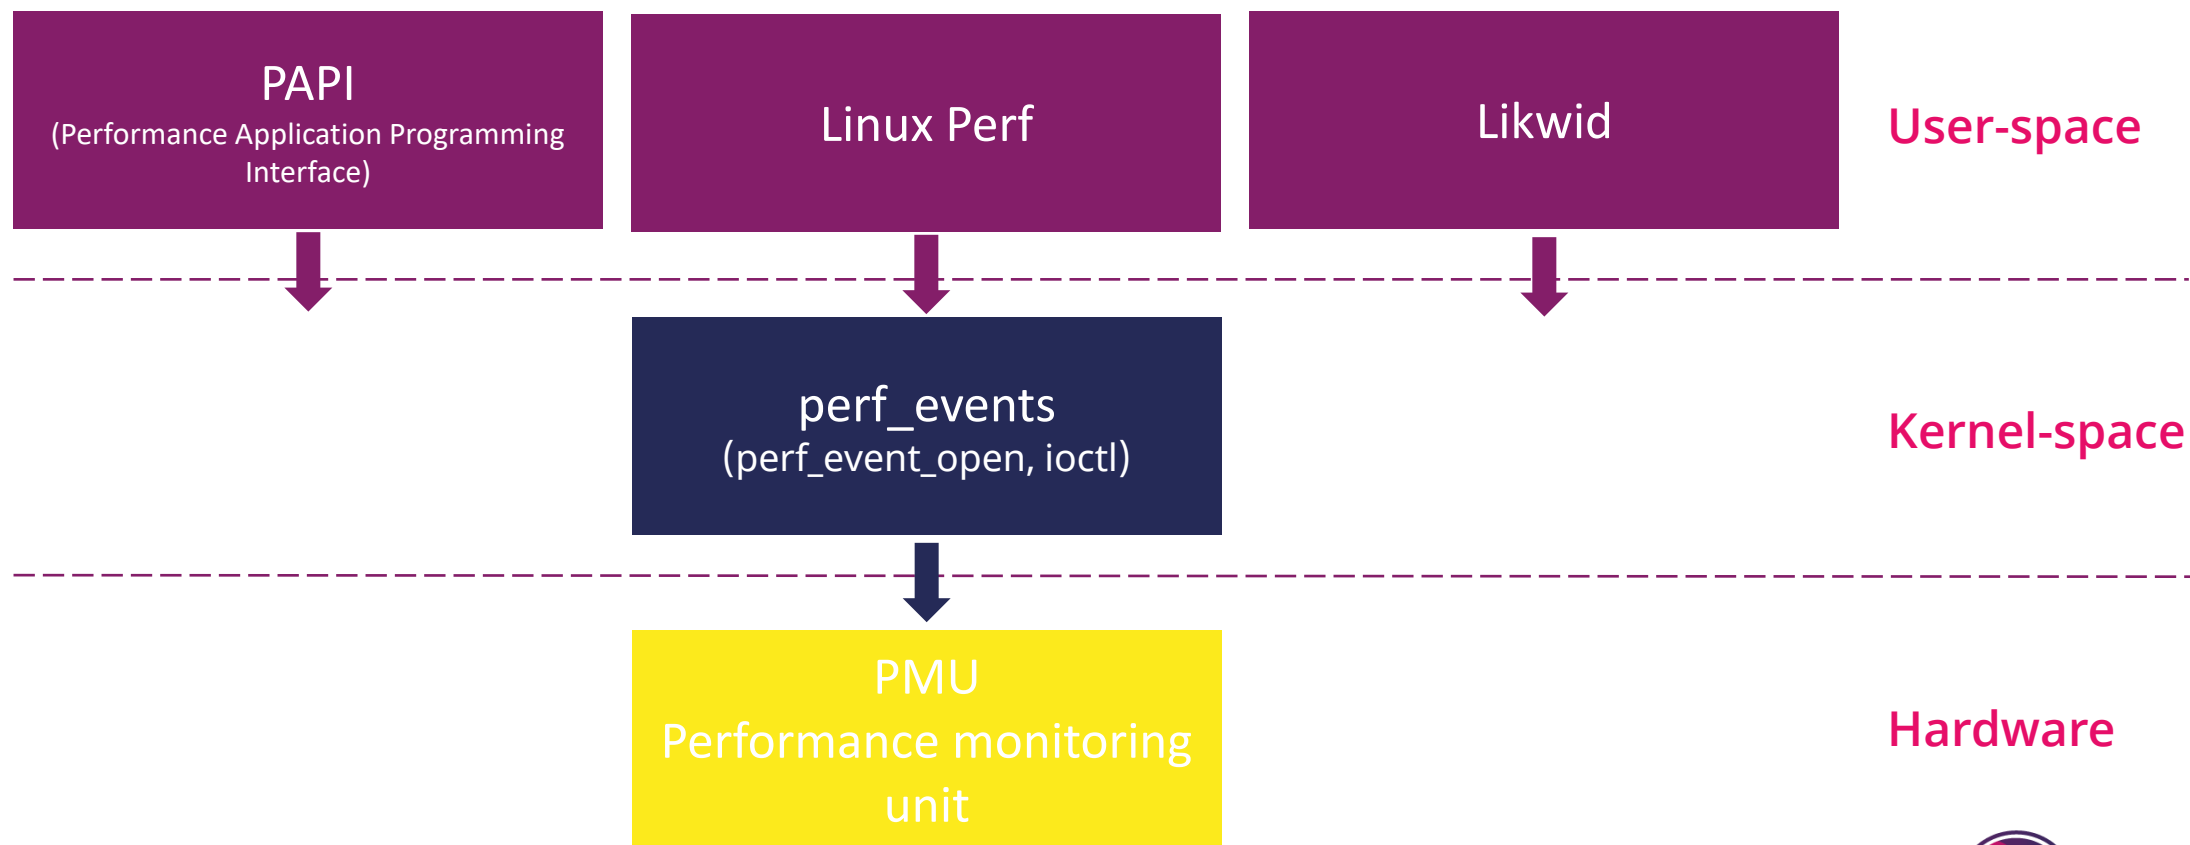 PAPI
(Performance Application Programming
Interface)
Linux Perf
Likwid
User-space
perf_events
(perf_event_open, ioctl)
Kernel-space
PMU
Performance monitoring
unit
Hardware